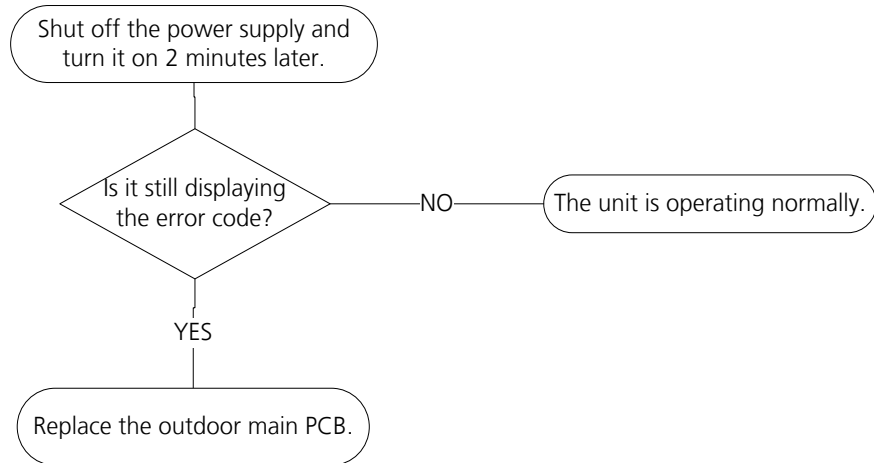 Shut off the power supply and
turn it on 2 minutes later.
Is it still displaying
the error code?
NO
The unit is operating normally.
YES
Replace the outdoor main PCB.